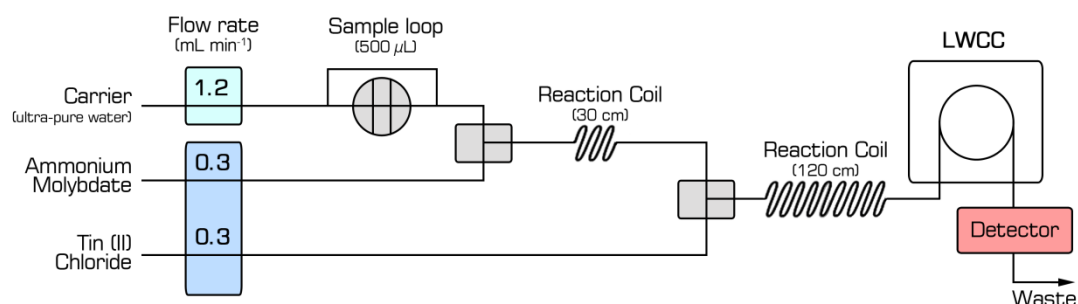 Flow rate
(mL min⁻¹)
Sample loop
(500 µL)
LWCC
1.2
Carrier
(ultra-pure water)
Reaction Coil
(30 cm)
0.3
Ammonium
Molybdate
Reaction Coil
(120 cm)
0.3
Tin (II)
Chloride
Detector
Waste